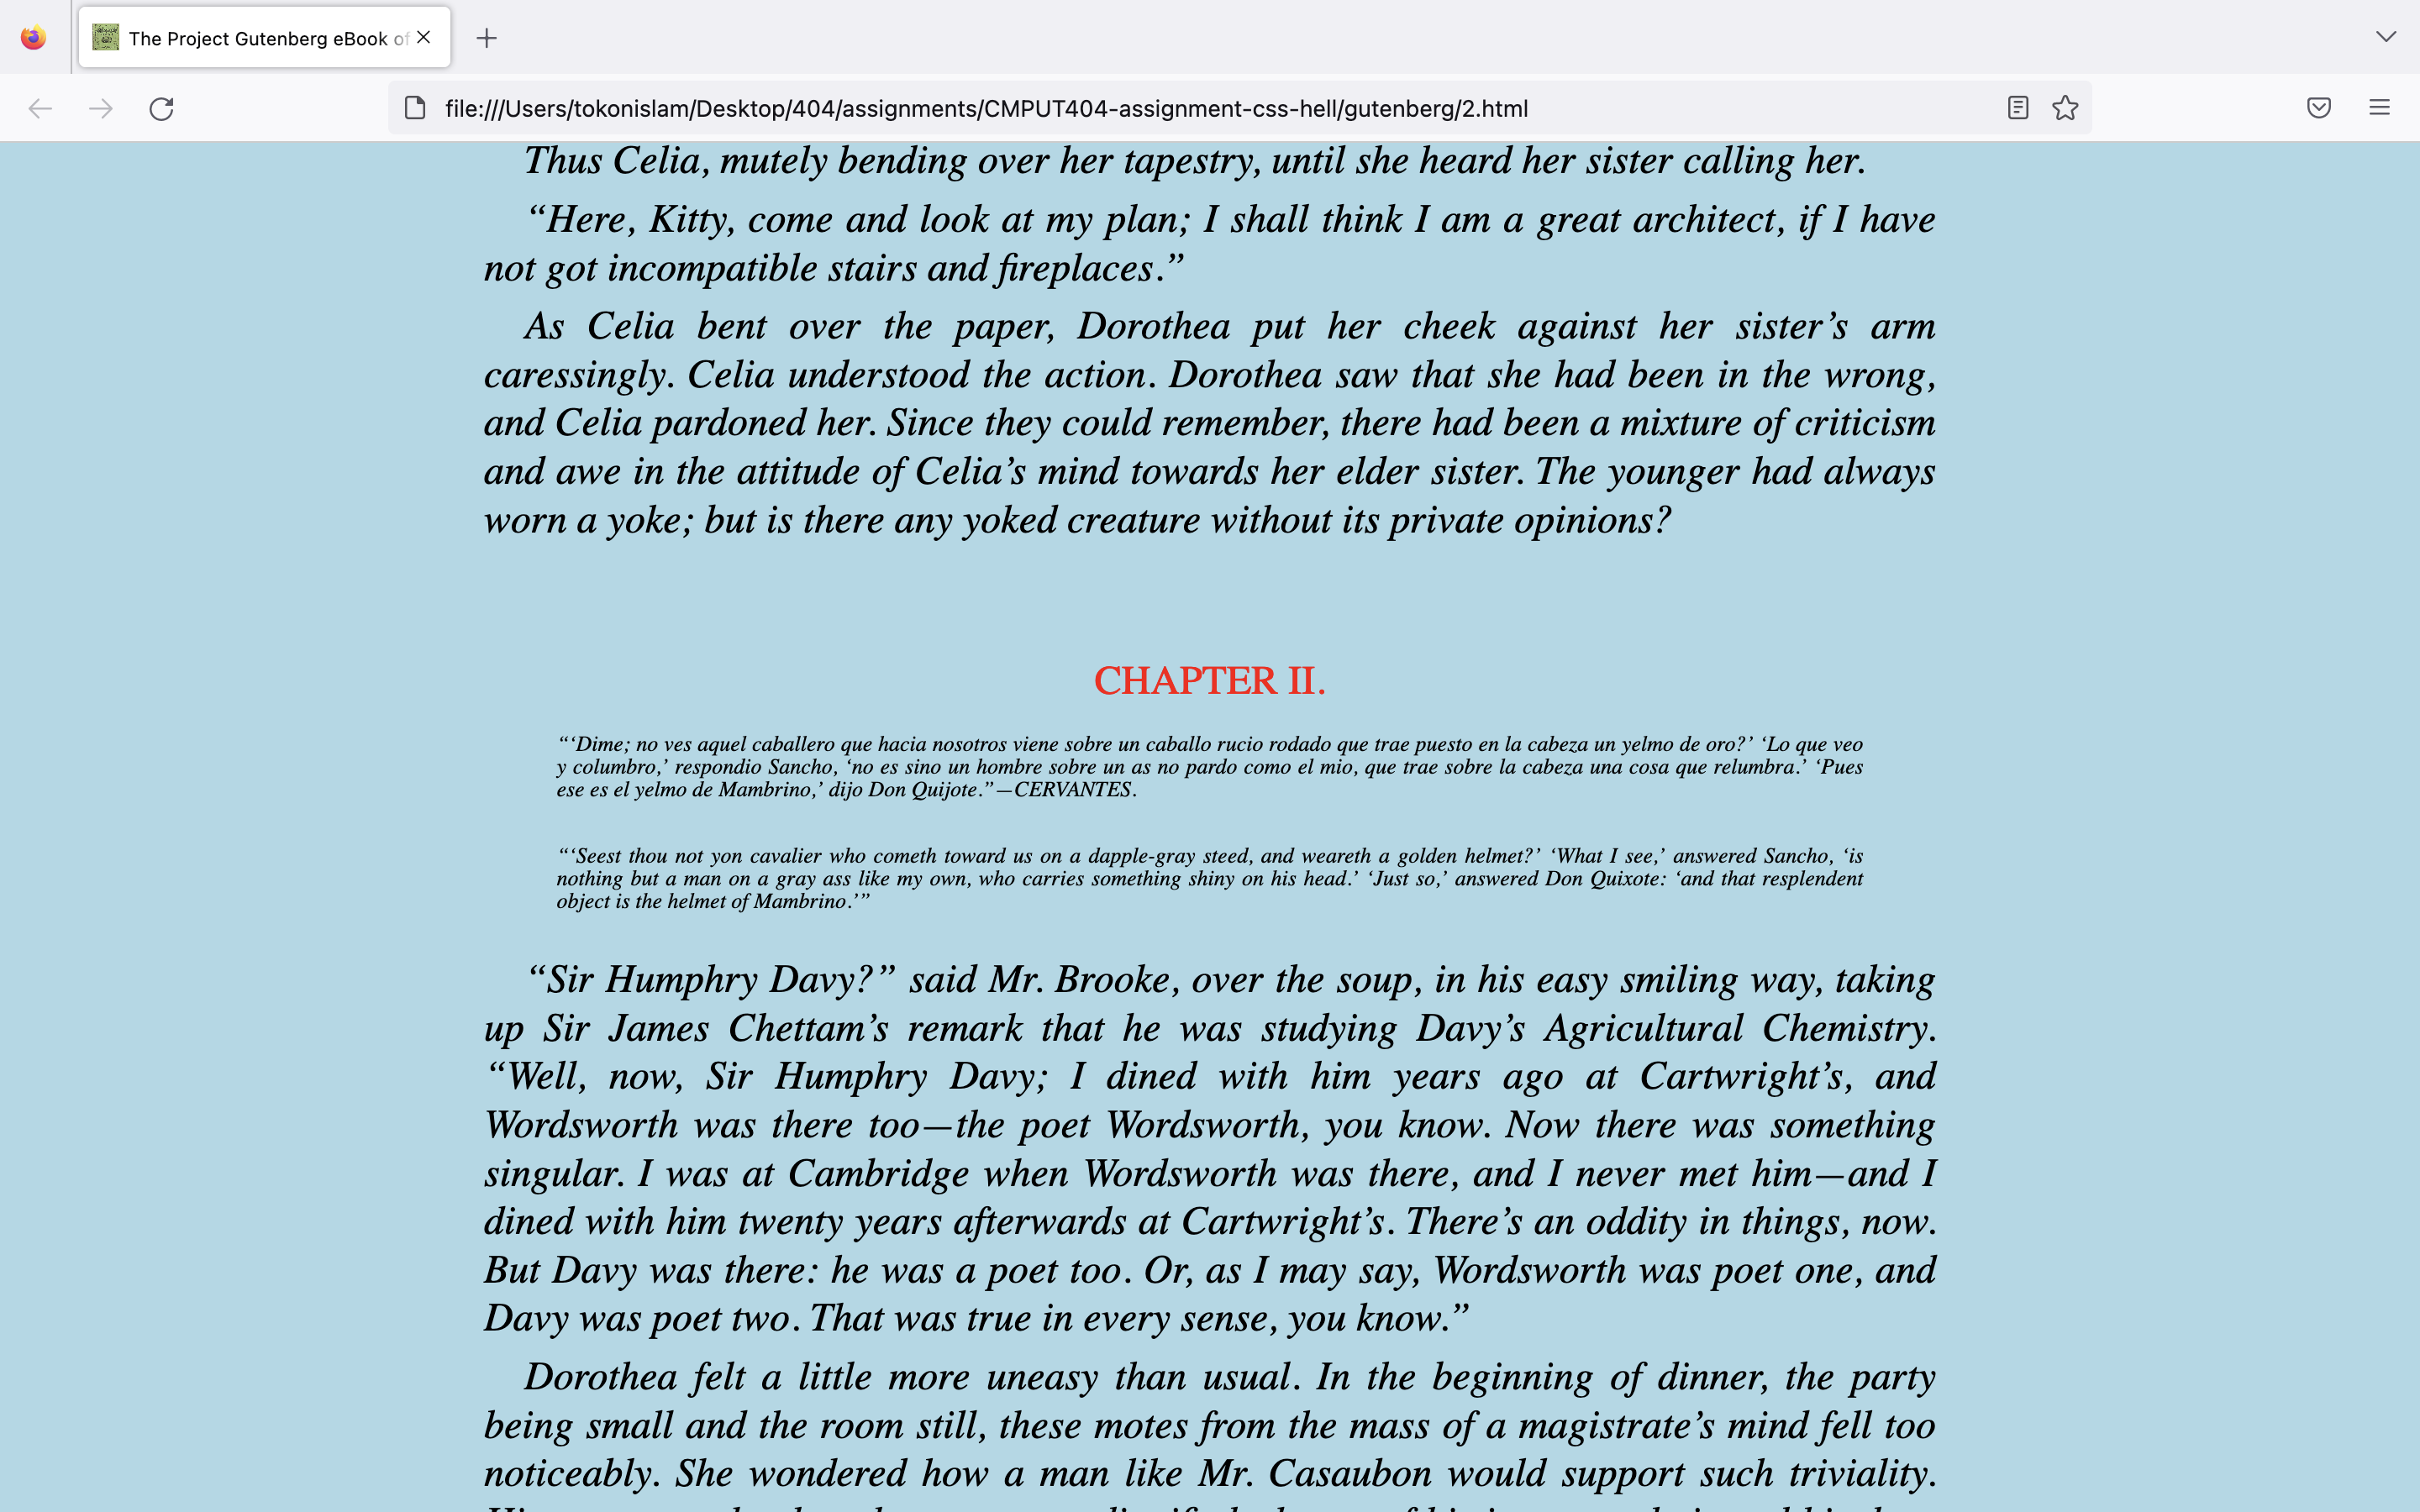 The Project Gutenberg eBook of
file:///Users/tokonislam/Desktop/404/assignments/CMPUT404-assignment-css-hell/gutenberg/2.html
Thus Celia, mutely bending over her tapestry, until she heard her sister calling her.
“Here, Kitty, come and look at my plan; I shall think I am a great architect, if I have
not got incompatible stairs and fireplaces.”
As Celia bent over the paper, Dorothea put her cheek against her sister’s arm
caressingly. Celia understood the action. Dorothea saw that she had been in the wrong,
and Celia pardoned her. Since they could remember, there had been a mixture of criticism
and awe in the attitude of Celia’s mind towards her elder sister. The younger had always
worn a yoke; but is there any yoked creature without its private opinions?
CHAPTER II.
“‘Dime; no ves aquel caballero que hacia nosotros viene sobre un caballo rucio rodado que trae puesto en la cabeza un yelmo de oro?’ ‘Lo que veo
y columbro,’ respondio Sancho, ‘no es sino un hombre sobre un as no pardo como el mio, que trae sobre la cabeza una cosa que relumbra.’ ‘Pues
ese es el yelmo de Mambrino,’ dijo Don Quijote.”—CERVANTES.
“‘Seest thou not yon cavalier who cometh toward us on a dapple-gray steed, and weareth a golden helmet?’ ‘What I see,’ answered Sancho, ‘is
nothing but a man on a gray ass like my own, who carries something shiny on his head.’ ‘Just so,’ answered Don Quixote: ‘and that resplendent
object is the helmet of Mambrino.’”
“Sir Humphry Davy?” said Mr. Brooke, over the soup, in his easy smiling way, taking
up Sir James Chettam’s remark that he was studying Davy’s Agricultural Chemistry.
“Well, now, Sir Humphry Davy; I dined with him years ago at Cartwright’s, and
Wordsworth was there too—the poet Wordsworth, you know. Now there was something
singular. I was at Cambridge when Wordsworth was there, and I never met him—and I
dined with him twenty years afterwards at Cartwright’s. There’s an oddity in things, now.
But Davy was there: he was a poet too. Or, as I may say, Wordsworth was poet one, and
Davy was poet two. That was true in every sense, you know.”
Dorothea felt a little more uneasy than usual. In the beginning of dinner, the party
being small and the room still, these motes from the mass of a magistrate’s mind fell too
noticeably. She wondered how a man like Mr. Casaubon would support such triviality.